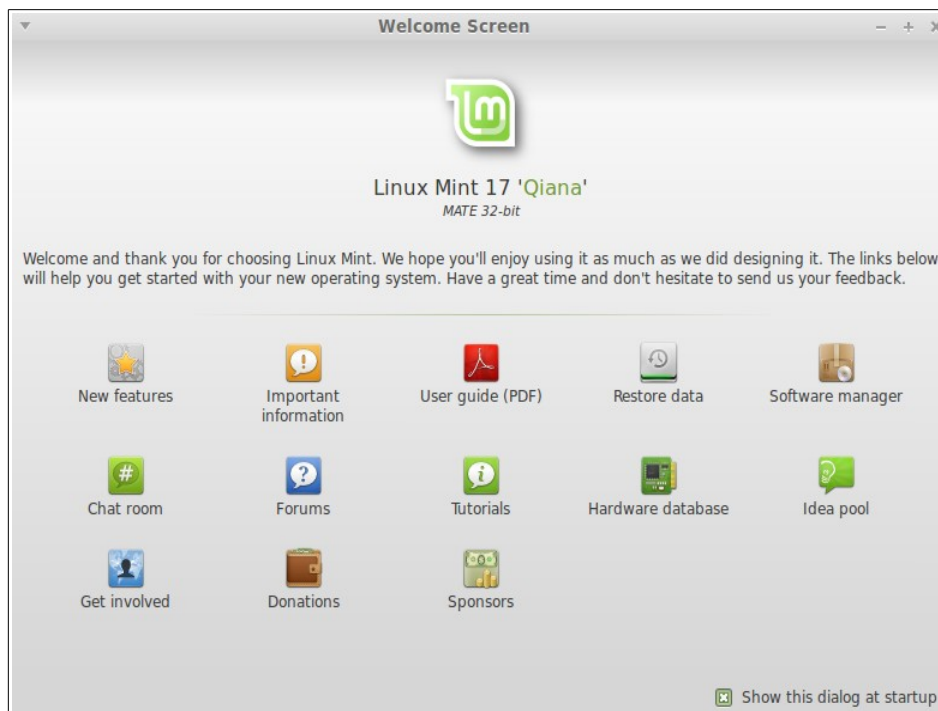 Welcome Screen
Linux Mint 17 'Qiana'
MATE 32-bit
Welcome and thank you for choosing Linux Mint. We hope you'll enjoy using it as much as we did designing it. The links below
will help you get started with your new operating system. Have a great time and don't hesitate to send us your feedback.
New features
Important
information
User guide (PDF)
Restore data
Software manager
Chat room
Forums
Tutorials
Hardware database
Idea pool
Get involved
Donations
Sponsors
Show this dialog at startup